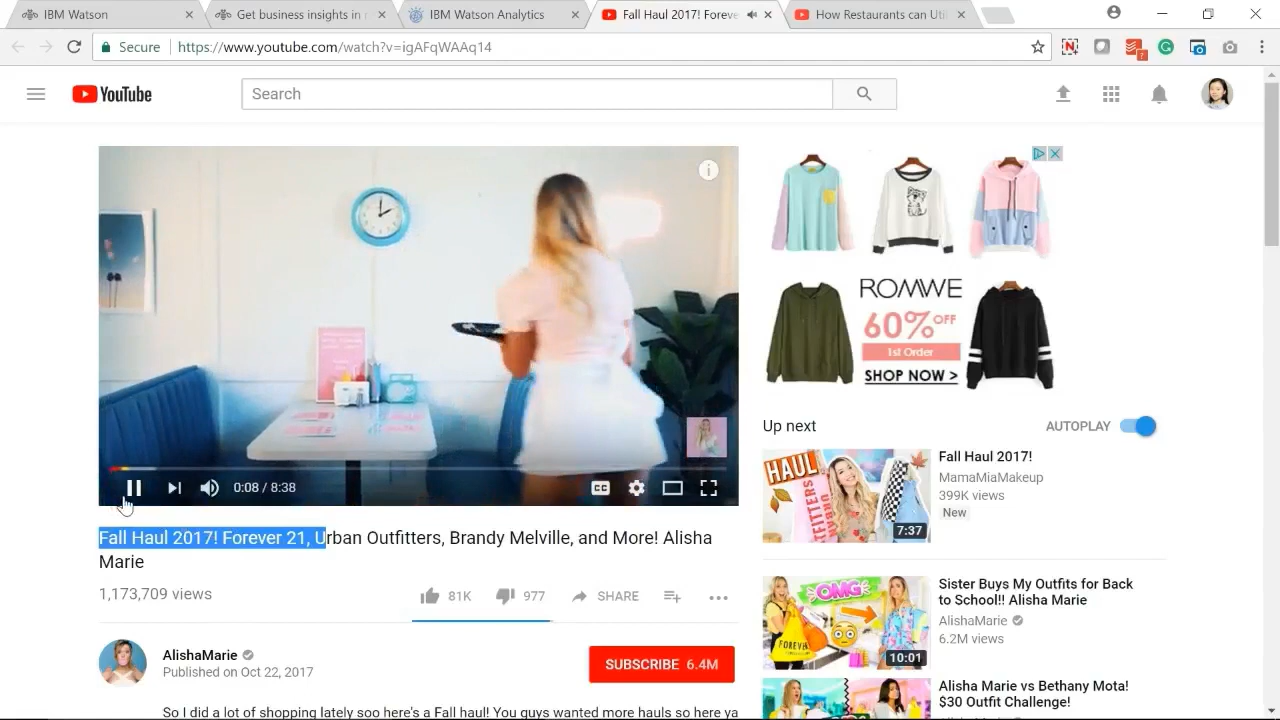 IBM Watson
Get business insights in r
IBM Watson Analytic
Fall Haul 2017! Foreve
How Restaurants can Uti
Secure
https://www.youtube.com/watch?v=igAFqWAAq14
7
YouTube
Search
ROMWE
60% OFF
1st Order
SHOP NOW >
0:08 / 8:38
CC
Up next
AUTOPLAY
HAUL
7:37
Fall Haul 2017!
MamaMiaMakeup
399K views
New
Fall Haul 2017! Forever 21, Urban Outfitters, Brandy Melville, and More! Alisha
Marie
1,173,709 views
81K
977
SHARE
OMG
FOREVER
10:01
Sister Buys My Outfits for Back
to School!! Alisha Marie
AlishaMarie
6.2M views
AlishaMarie
Published on Oct 22, 2017
SUBSCRIBE 6.4M
Alisha Marie vs Bethany Mota!
$30 Outfit Challenge!
So I did a lot of shopping lately soo here's a Fall haul! You guys wanted more hauls so here ya